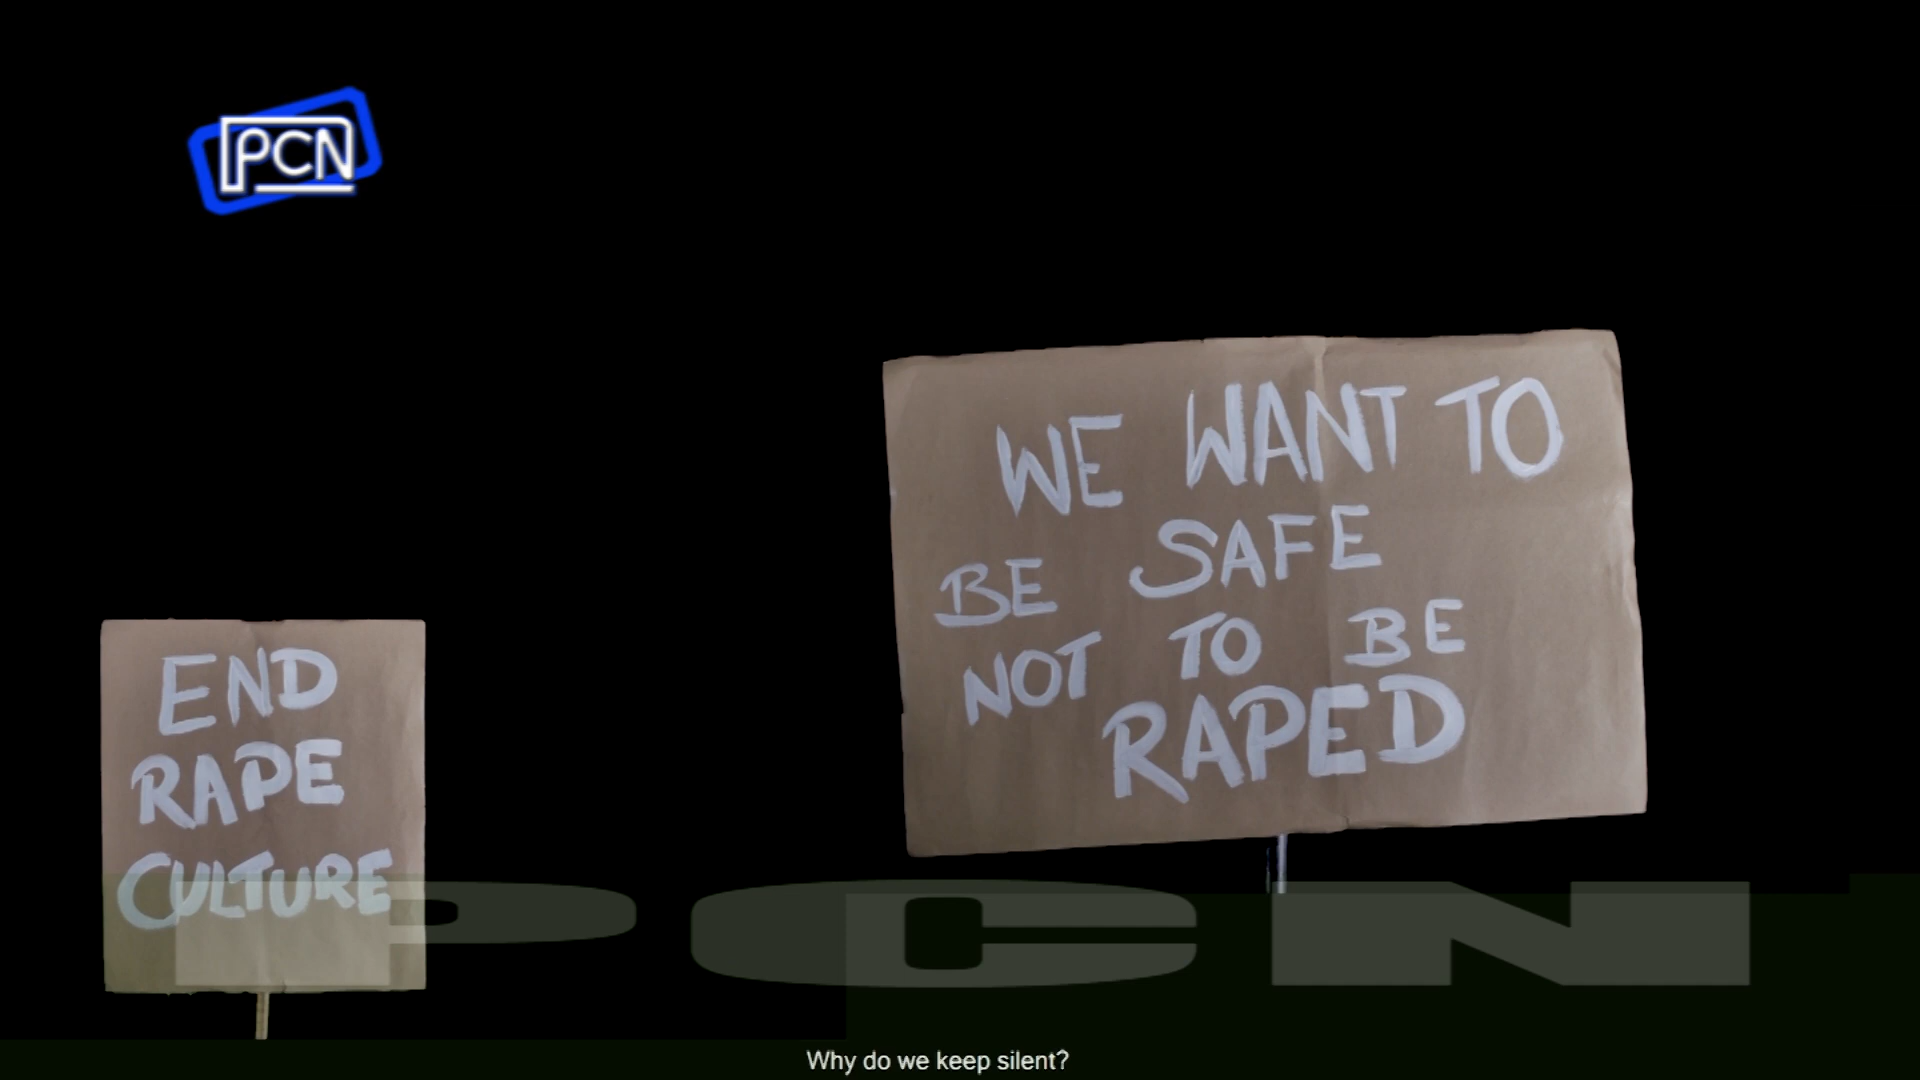 PCN
WE WANT TO
BE SAFE
NOT TO BE
RAPED
END
RAPE
CULTURE
PCN
Why do we keep silent?